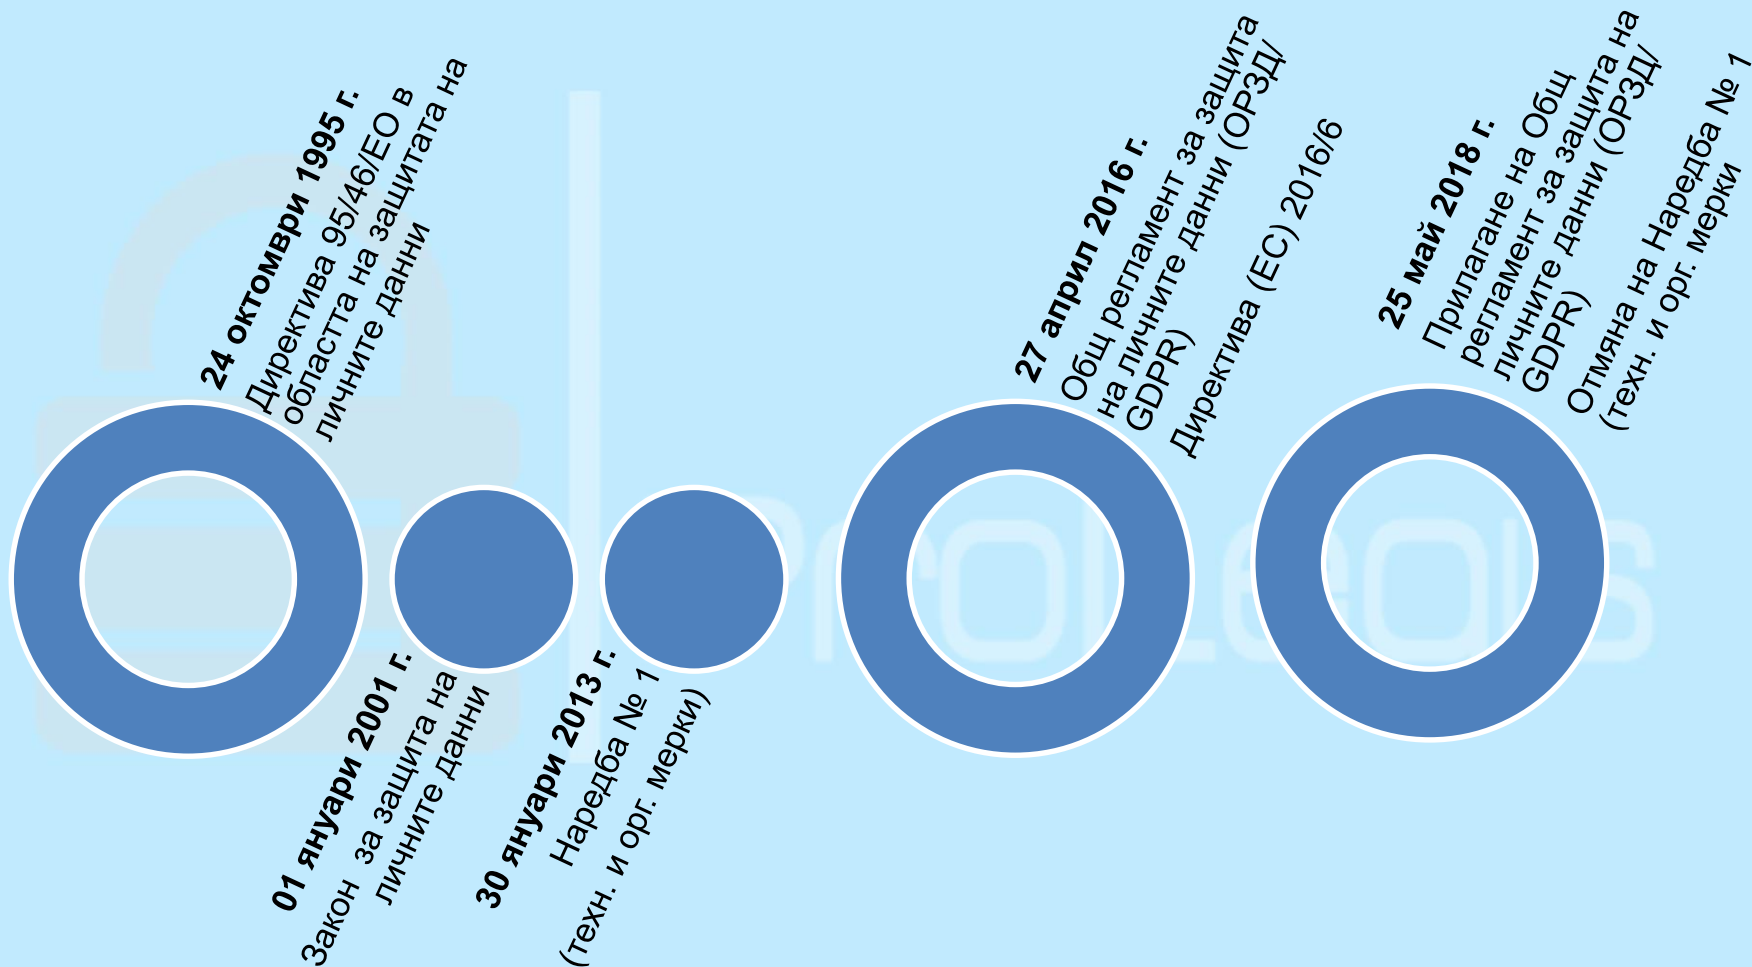 24 октомври 1995 г.
Директива 95/46/ЕО в
областта на защитата на
личните данни
01 януари 2001 г.
Закон за защита на
личните данни
30 януари 2013 г.
Наредба № 1
(техн. и орг. мерки)
27 април 2016 г.
Общ регламент за защита
на личните данни (ОРЗД/
GDPR)
Директива (ЕС) 2016/6
25 май 2018 г.
Прилагане на Общ
регламент за защита на
личните данни (ОРЗД/
GDPR)
Отмяна на Наредба № 1
(техн. и орг. мерки